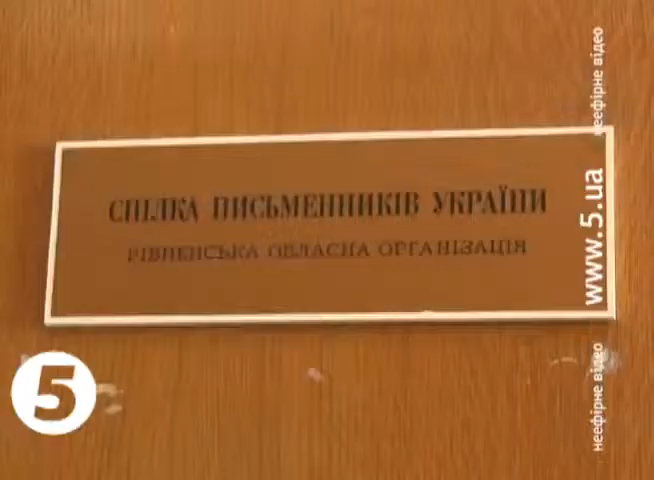 СПІЛКА ПИСЬМЕННИКІВ УКРАЇНИ
РІВНЕНСЬКА ОБЛАСНА ОРГАНІЗАЦІЯ
5
неефірне відео
www.5.ua
неефірне відео